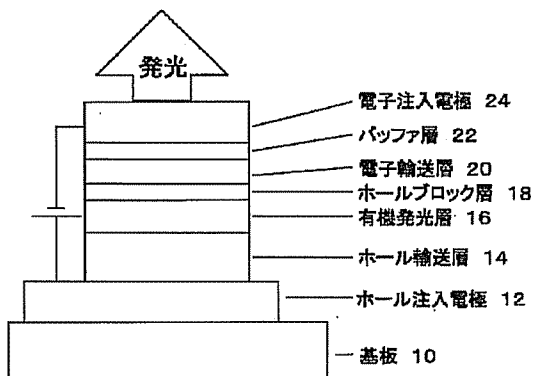 発光
電子注入電極 24
バッファ層 22
電子輸送層 20
ホールブロック層 18
有機発光層 16
ホール輸送層 14
ホール注入電極 12
基板 10